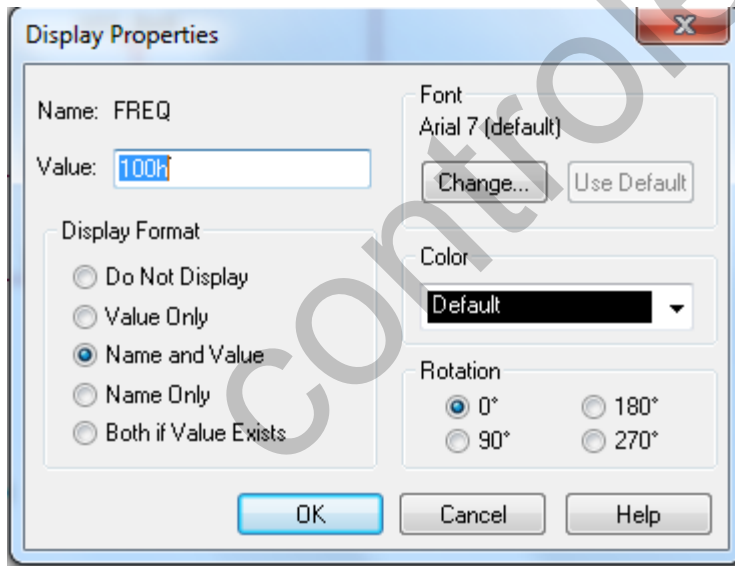 Display Properties
Name: FREQ
Value: 100h
Display Format
Do Not Display
Value Only
Name and Value
Name Only
Both if Value Exists
Font
Arial 7 (default)
Change...
Use Default
Color
Default
Rotation
0° 180°
90° 270°
OK Cancel Help
control